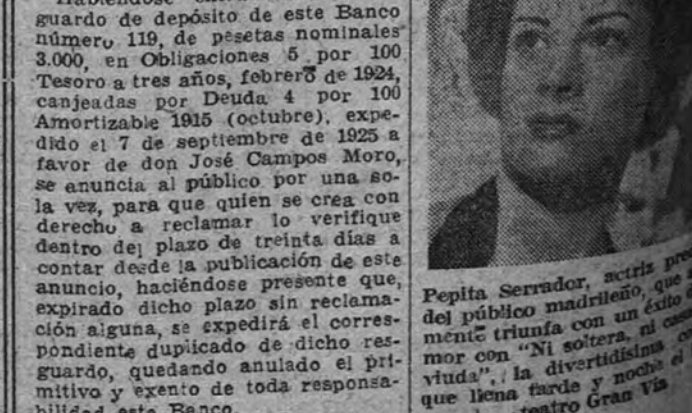 Habiéndose
guardo de depósito de este Banco
número 119, de pesetas nominales
3.000, en Obligaciones 5 por 100
Tesoro a tres años, febrero de 1924,
canjeadas por Deuda 4 por 100
Amortizable 1915 (octubre), expe-
dido el 7 de septiembre de 1925 a
favor de don José Campos Moro,
se anuncia al público por una so-
la vez, para que quien se crea con
derecho a reclamar lo verifique
dentro del plazo de treinta días a
contar desde la publicación de este
anuncio, haciéndose presente que,
expirado dicho plazo sin reclama-
ción alguna, se expedirá el corres-
pondiente duplicado de dicho res-
guardo, quedando anulado el pri-
mitivo y exento de toda responsa-
bilidad este Banco.
Pepita Serrador, actriz
del público madrileño, que
mente triunfa con un éxito
mor con "Ni soltera, ni
viuda", la divertidísima
que llena tarde y noche el
teatro Gran Vía